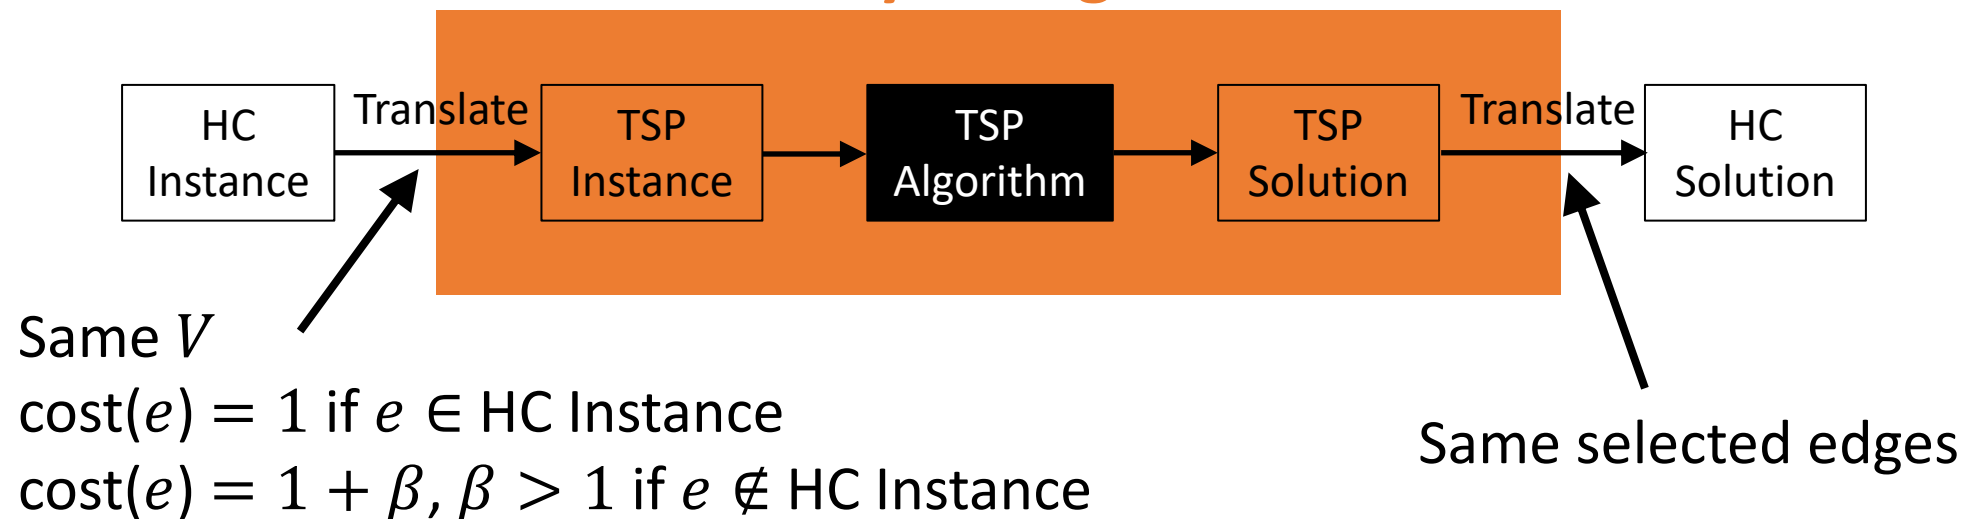 HC
Instance
Translate
TSP
Instance
TSP
Algorithm
TSP
Solution
Translate
HC
Solution
Same V
cost(e) = 1 if e ∈ HC Instance
cost(e) = 1 + β, β > 1 if e ∉ HC Instance
Same selected edges